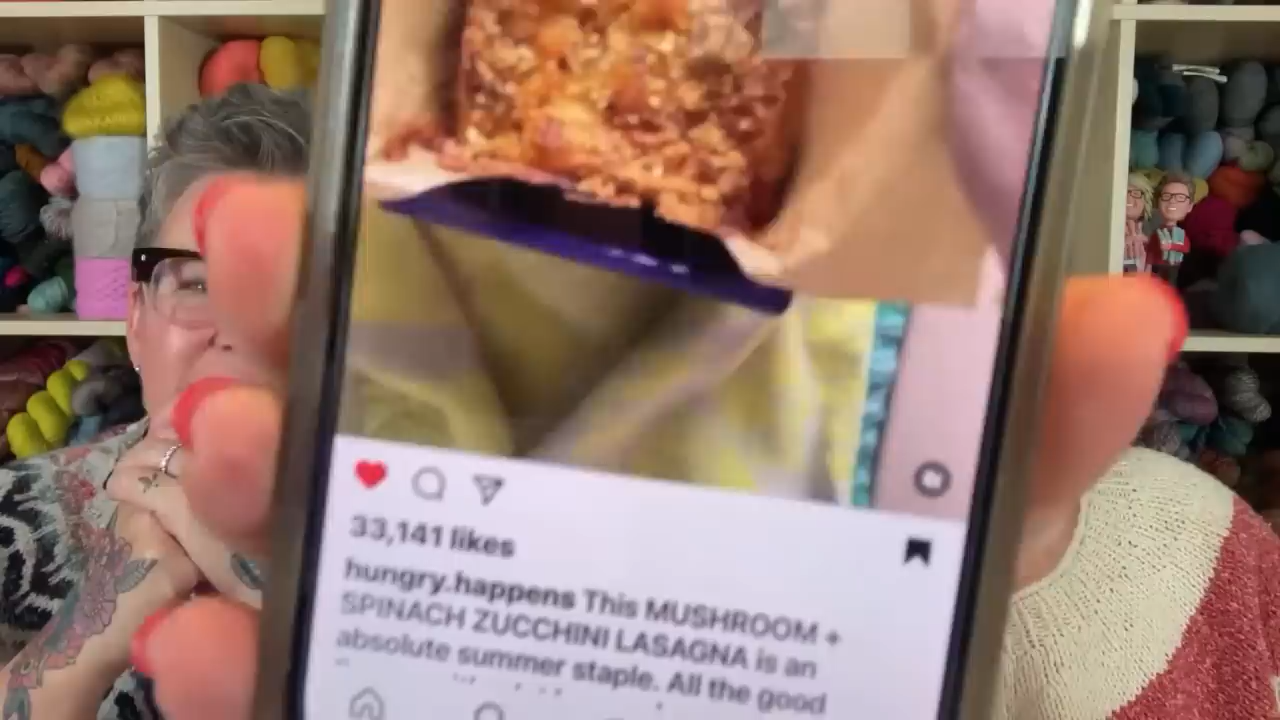 33,141 likes
hungry.happens This MUSHROOM +
SPINACH ZUCCHINI LASAGNA is an
absolute summer staple. All the good